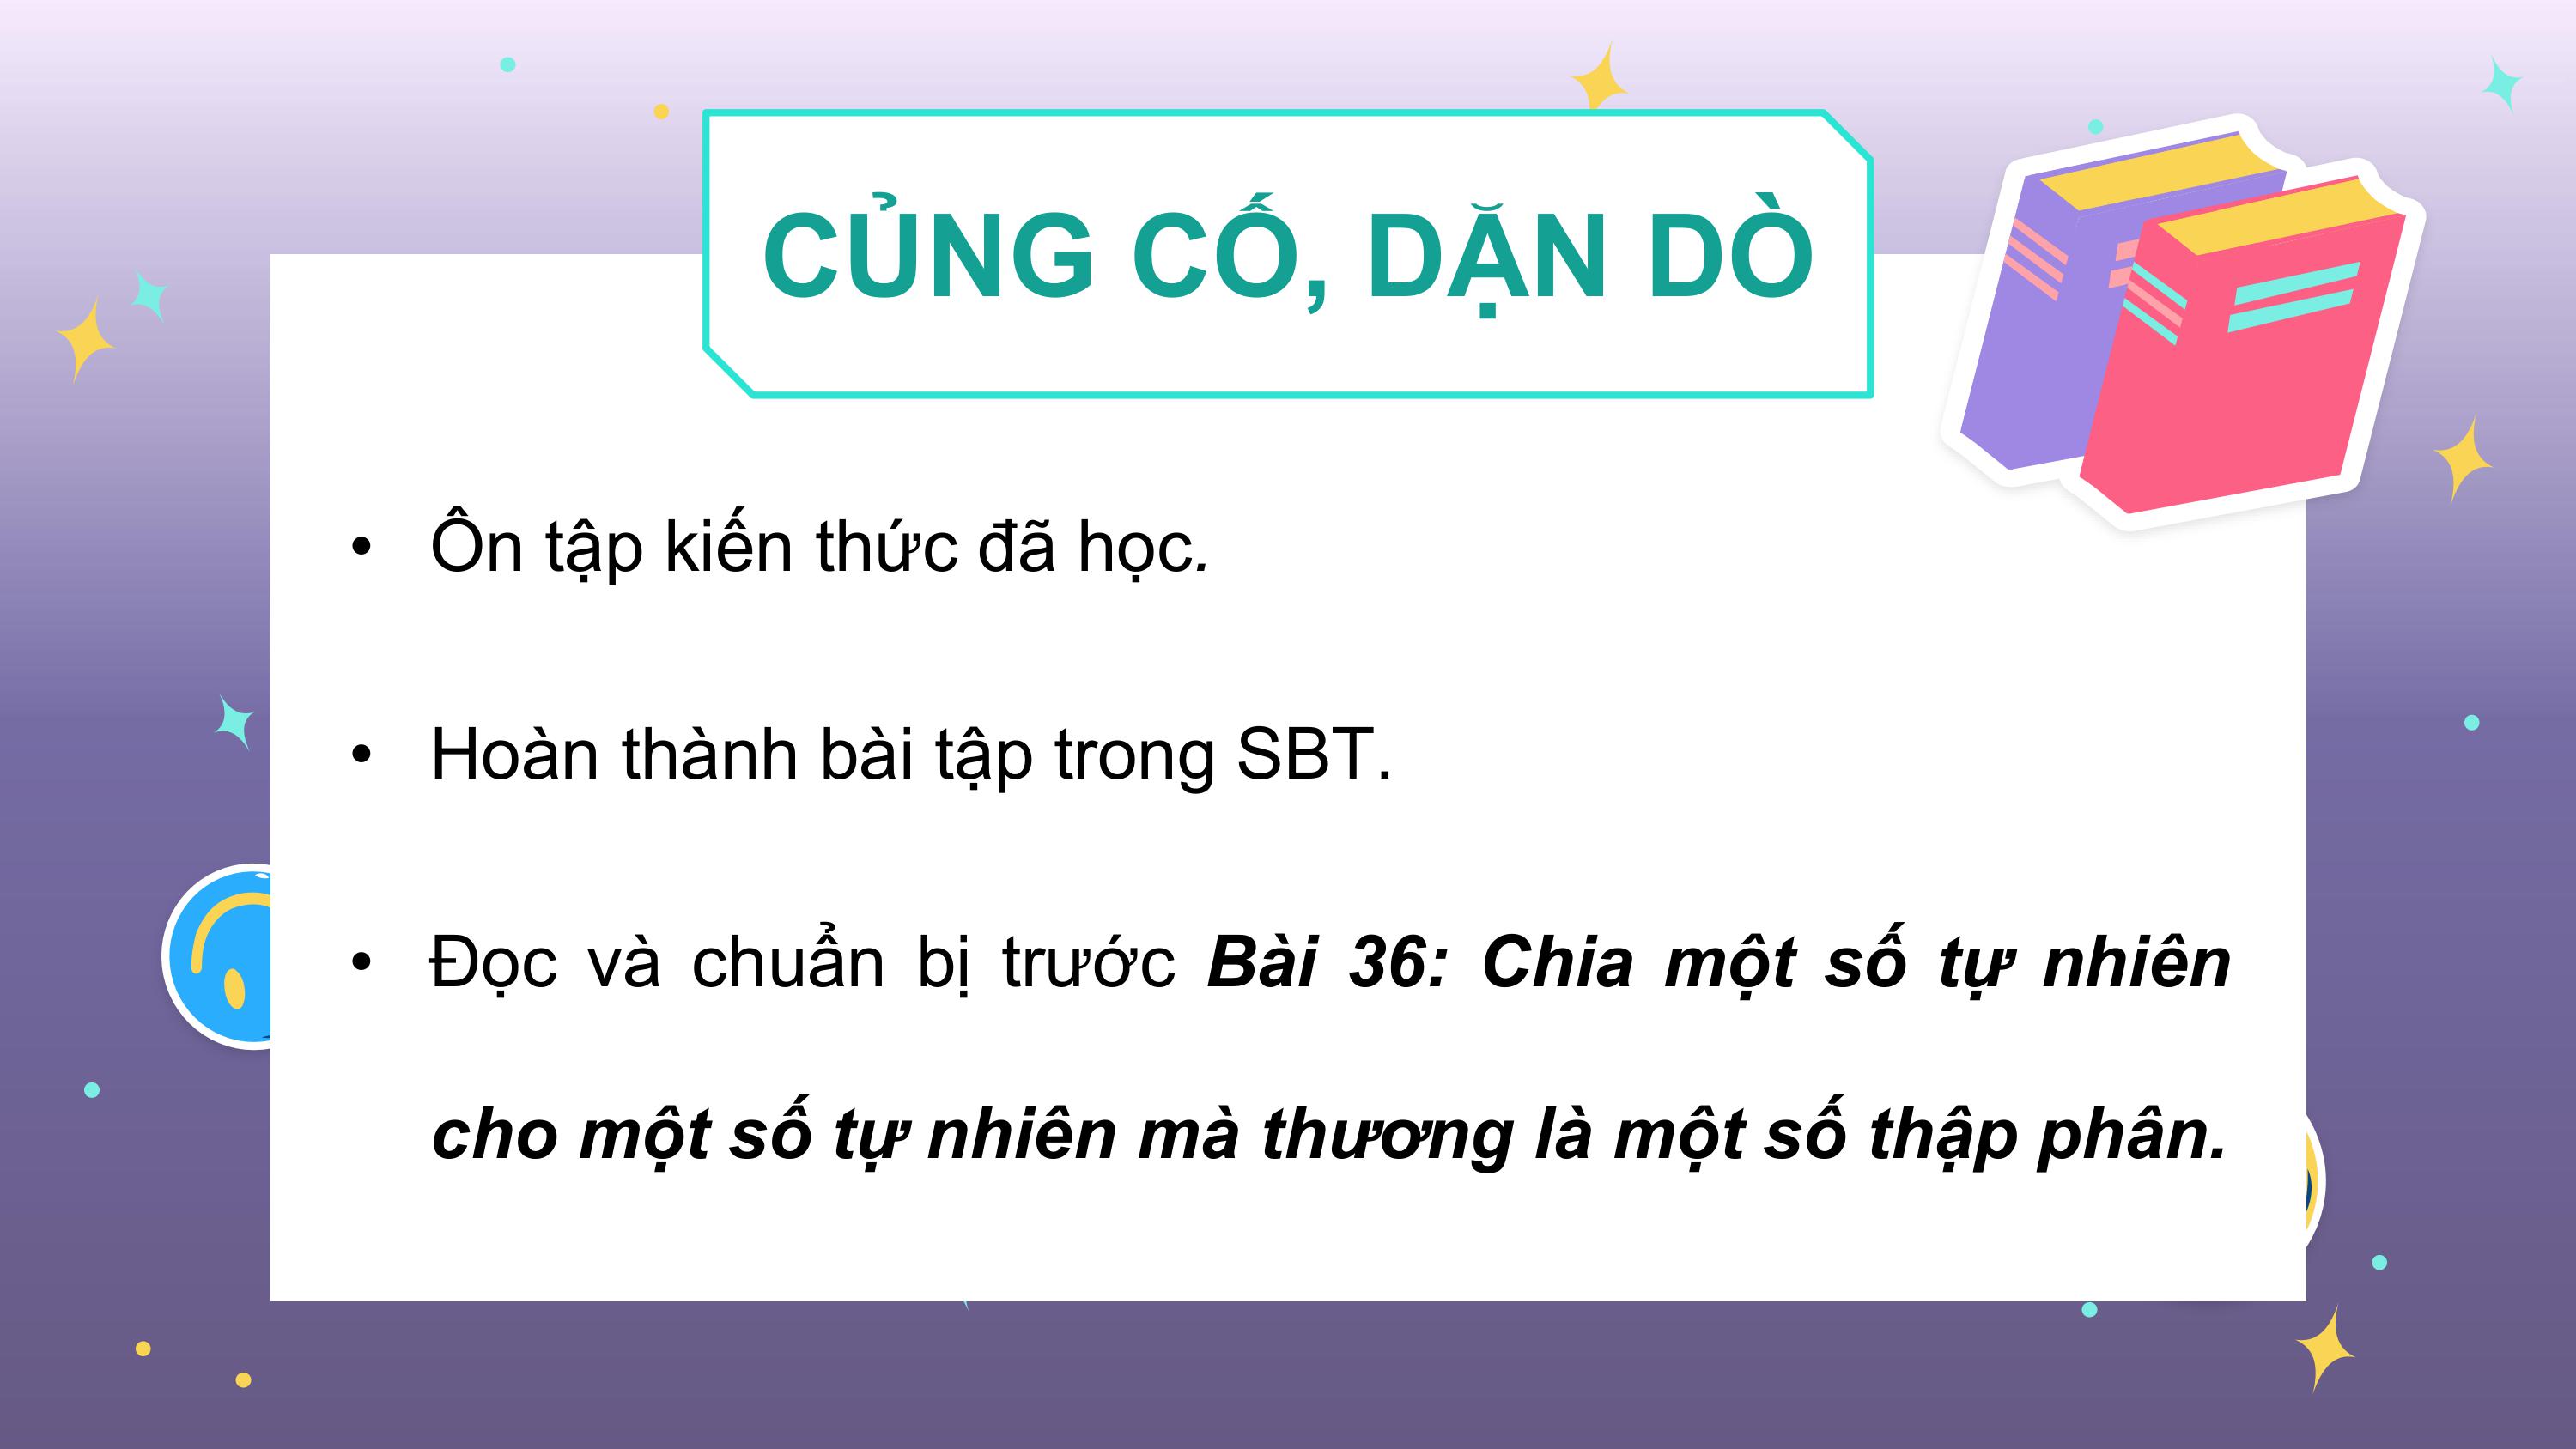 CỦNG CỐ, DẶN DÒ
• Ôn tập kiến thức đã học.
• Hoàn thành bài tập trong SBT.
• Đọc và chuẩn bị trước Bài 36: Chia một số tự nhiên
cho một số tự nhiên mà thương là một số thập phân.